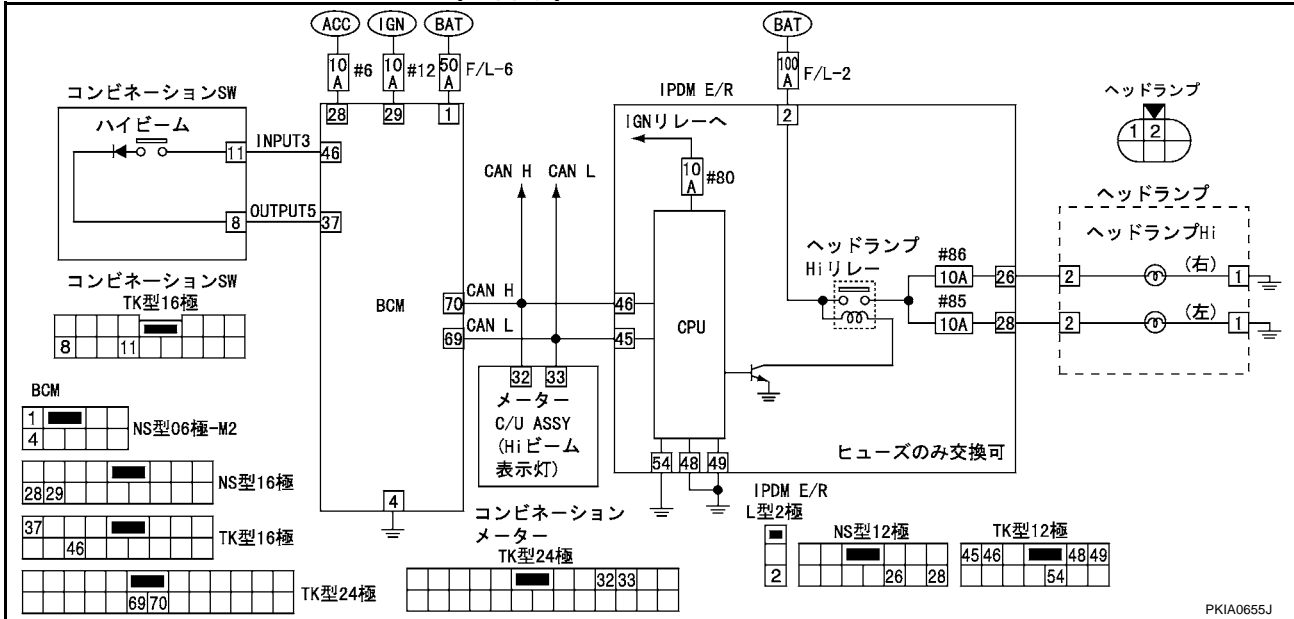 ACC IGN BAT BAT
10A #6 10A #12 50A F/L-6 100A F/L-2
コンビネーションSW
ハイビーム
11 INPUT3 46
8 OUTPUT5 37
28 29 1
BCM
70 CAN H
69 CAN L
4
CAN H CAN L
32 33
メーター
C/U ASSY
(Hiビーム
表示灯)
IPDM E/R
2
IGNリレーへ
10A #80
46
45
CPU
54 48 49
ヘッドランプ
Hiリレー
#86
10A 26
#85
10A 28
ヒューズのみ交換可
ヘッドランプ
1 2
ヘッドランプ
ヘッドランプHi
2 (右) 1
2 (左) 1
コンビネーションSW
TK型16極
8 11
BCM
1
4
NS型06極-M2
28 29
NS型16極
37
46
TK型16極
69 70
TK型24極
コンビネーション
メーター
TK型24極
32 33
IPDM E/R
L型2極
2
NS型12極
26 28
TK型12極
45 46 48 49
54
PKIA0655J